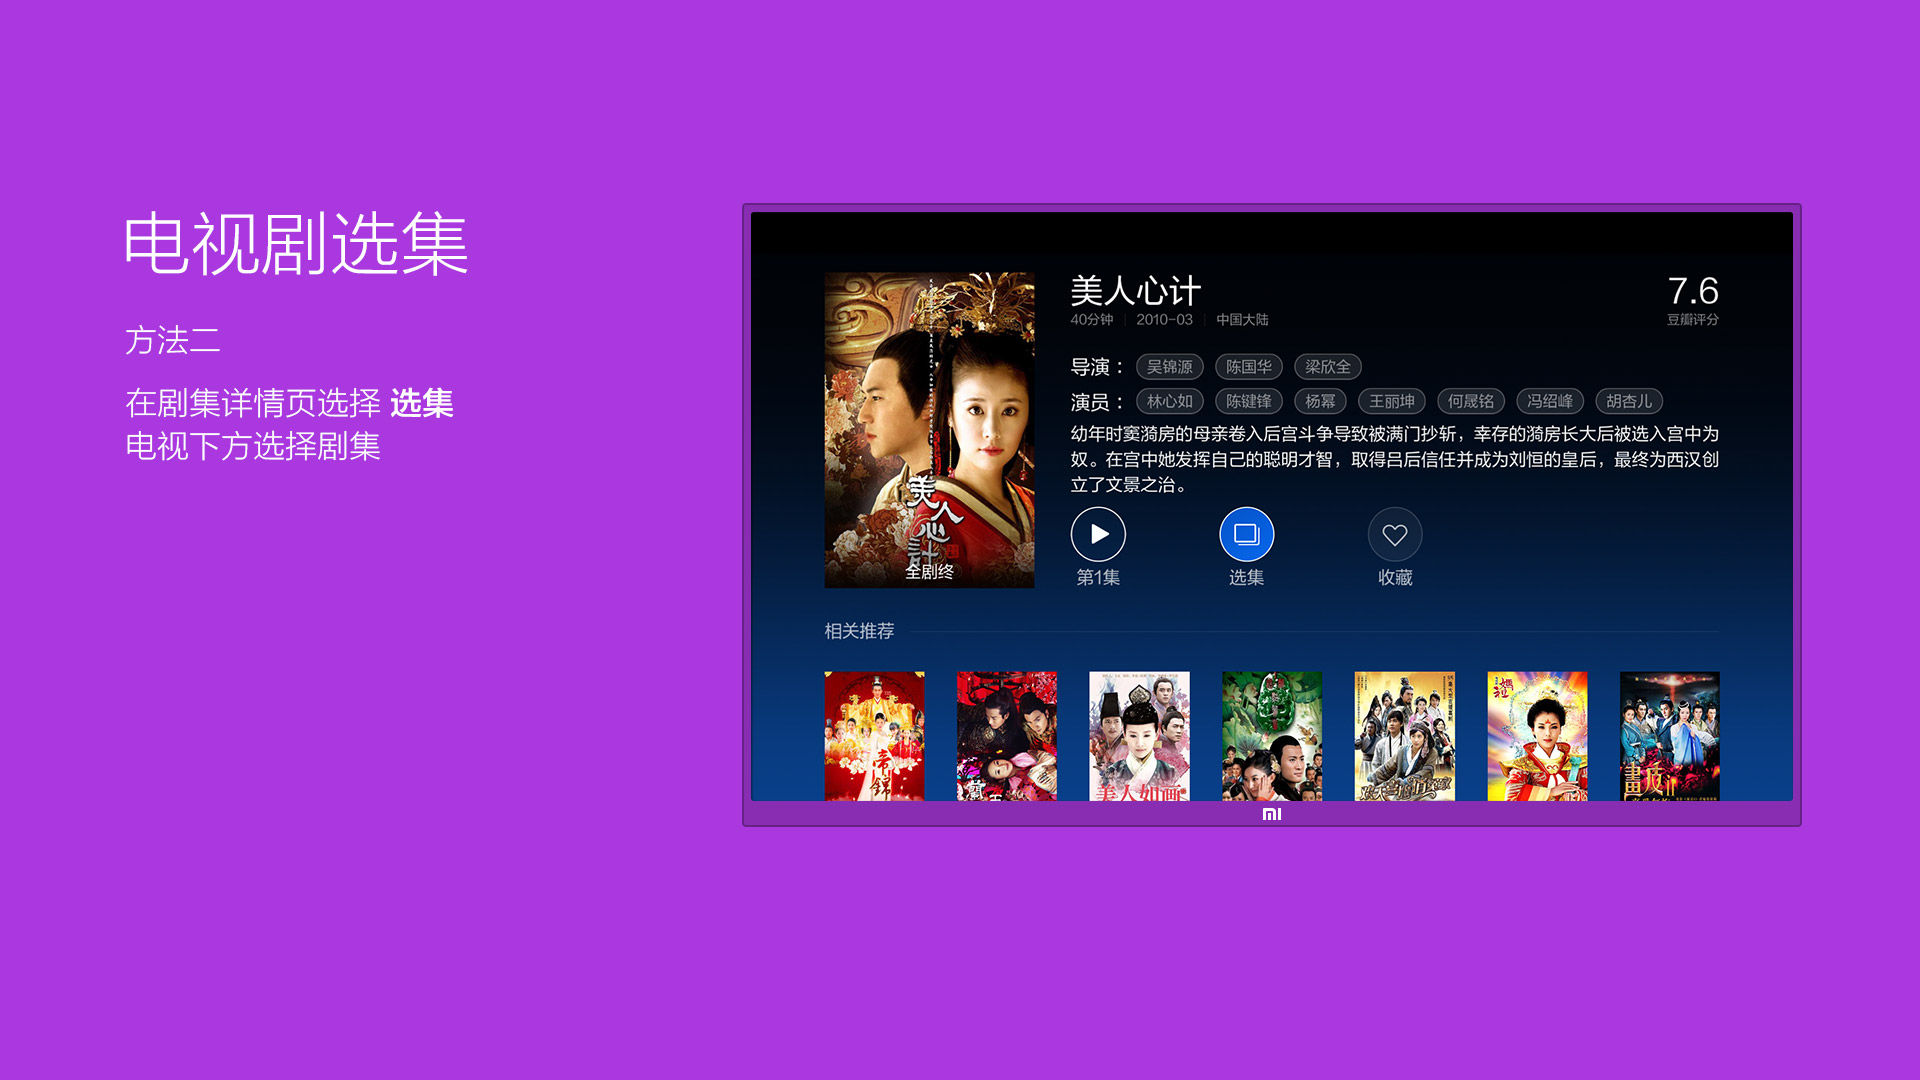 电视剧选集
方法二
在剧集详情页选择 选集
电视下方选择剧集
美人心计
7.6
40分钟 2010-03 中国大陆
豆瓣评分
导演： 吴锦源 陈国华 梁欣全
演员： 林心如 陈键锋 杨幂 王丽坤 何晟铭 冯绍峰 胡杏儿
幼年时窦漪房的母亲卷入后宫斗争导致被满门抄斩，幸存的漪房长大后被选入宫中为
奴。在宫中她发挥自己的聪明才智，取得吕后信任并成为刘恒的皇后，最终为西汉创
立了文景之治。
美人心計
全剧终
第1集 选集 收藏
相关推荐
帝錦
美人如画
畫皮II
mi